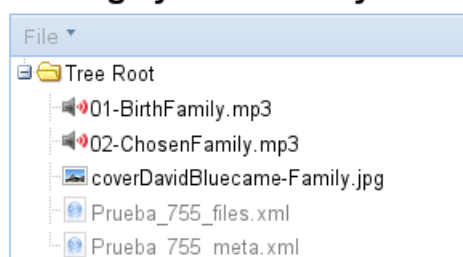 File
Tree Root
01-BirthFamily.mp3
02-ChosenFamily.mp3
coverDavidBluecame-Family.jpg
Prueba_755_files.xml
Prueba_755_meta.xml